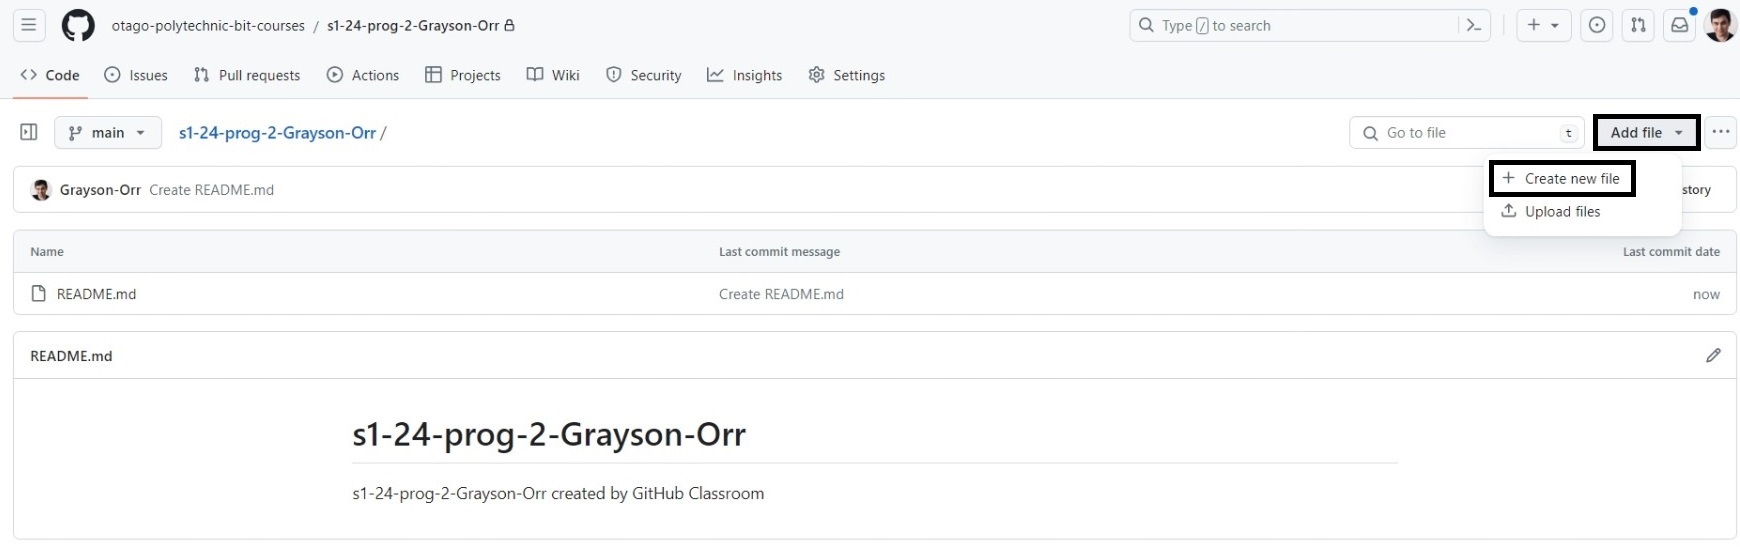 otago-polytechnic-bit-courses / s1-24-prog-2-Grayson-Orr
Type / to search
Code Issues Pull requests Actions Projects Wiki Security Insights Settings
main s1-24-prog-2-Grayson-Orr /
Go to file t
Add file
Grayson-Orr Create README.md
story
Create new file
Upload files
Name Last commit message Last commit date
README.md Create README.md now
README.md
s1-24-prog-2-Grayson-Orr
s1-24-prog-2-Grayson-Orr created by GitHub Classroom